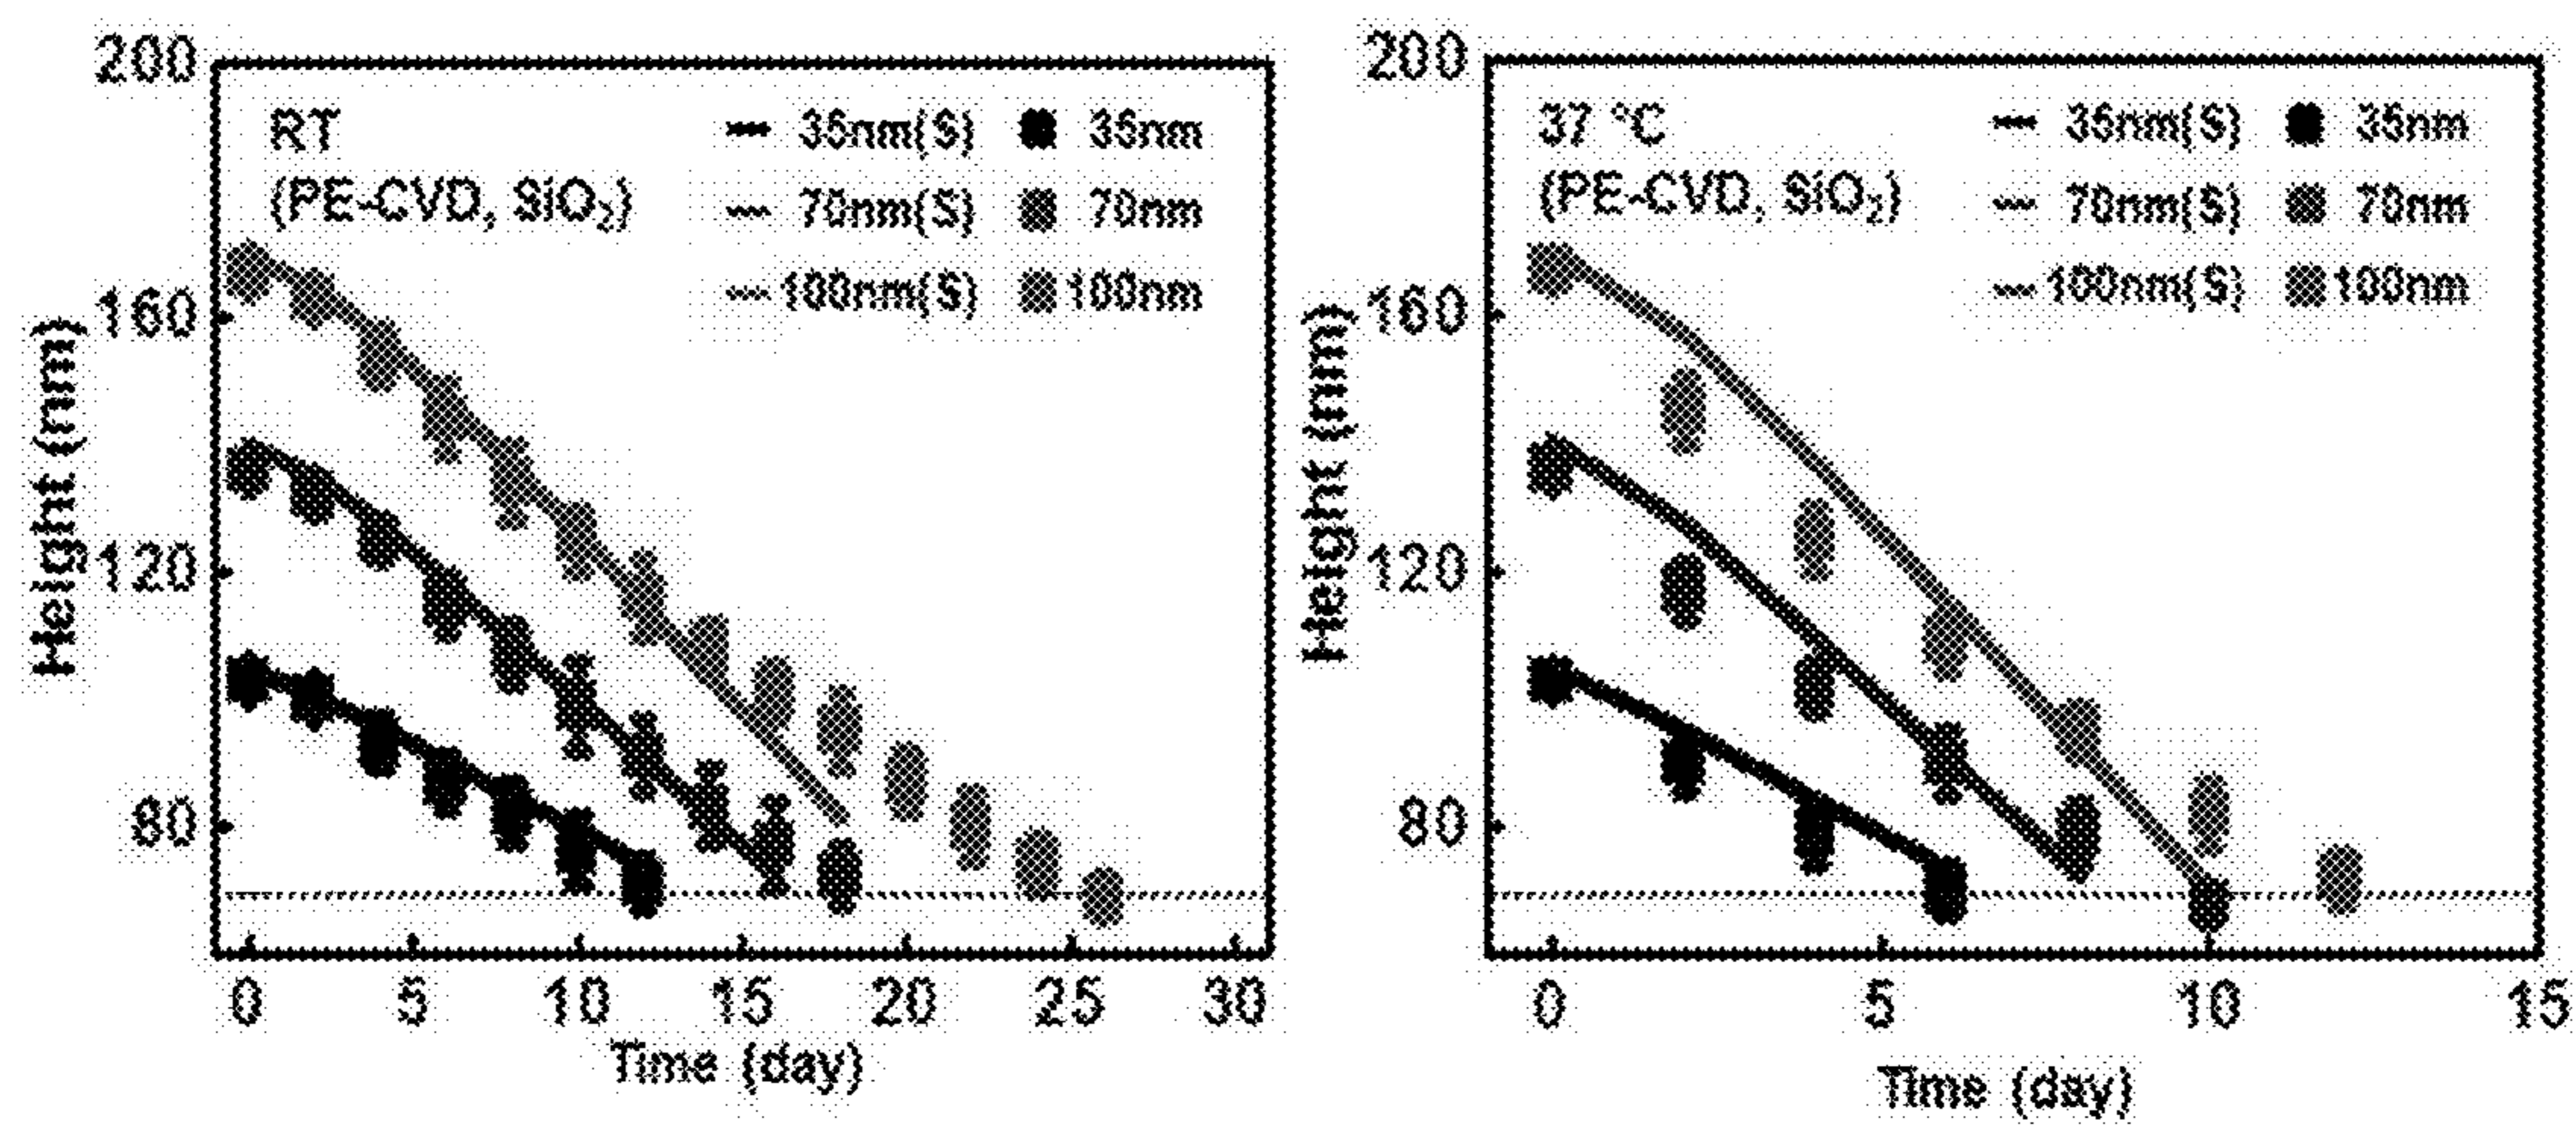 200
160
120
80
Height (nm)
RT
(PE-CVD, SiO₂)
35nm(S) 35nm
70nm(S) 70nm
100nm(S) 100nm
0 5 10 15 20 25 30
Time (day)
200
160
120
80
Height (nm)
37 °C
(PE-CVD, SiO₂)
35nm(S) 35nm
70nm(S) 70nm
100nm(S) 100nm
0 5 10 15
Time (day)